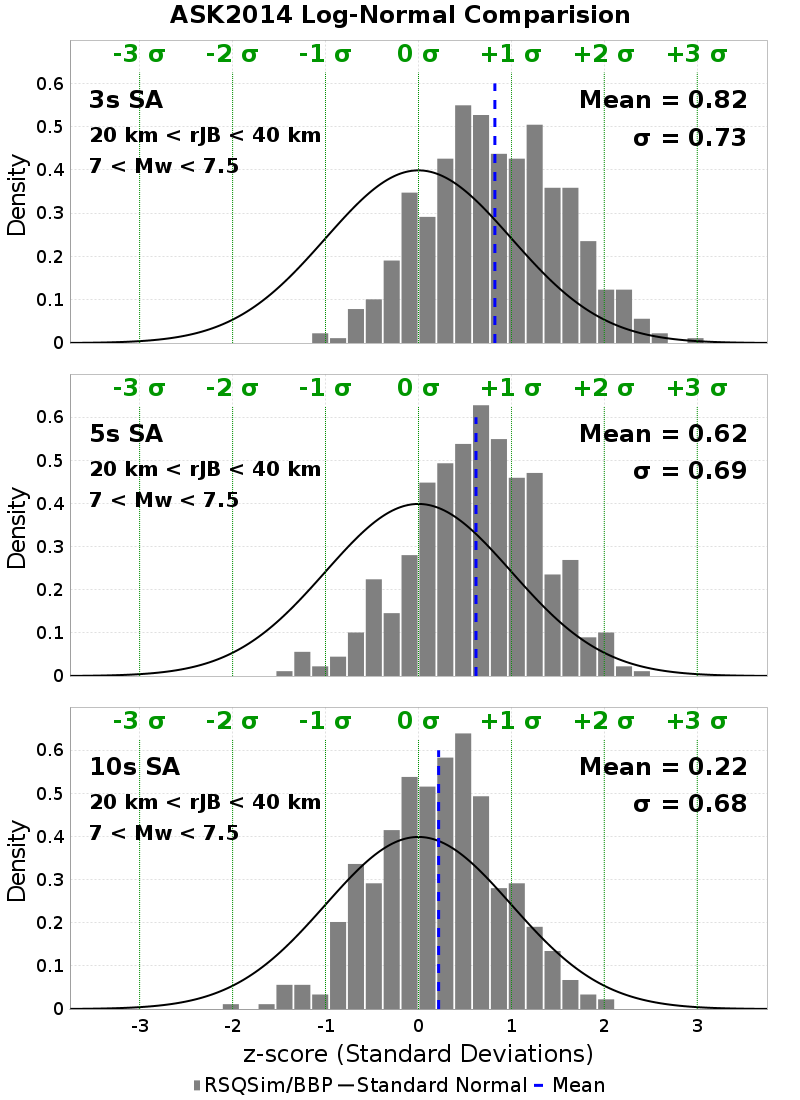 ASK2014 Log-Normal Comparision
-3 σ -2 σ -1 σ 0 σ +1 σ +2 σ +3 σ
3s SA
20 km < rJB < 40 km
7 < Mw < 7.5
Mean = 0.82
σ = 0.73
Density
0.6
0.5
0.4
0.3
0.2
0.1
0
-3 σ -2 σ -1 σ 0 σ +1 σ +2 σ +3 σ
5s SA
20 km < rJB < 40 km
7 < Mw < 7.5
Mean = 0.62
σ = 0.69
Density
0.6
0.5
0.4
0.3
0.2
0.1
0
-3 σ -2 σ -1 σ 0 σ +1 σ +2 σ +3 σ
10s SA
20 km < rJB < 40 km
7 < Mw < 7.5
Mean = 0.22
σ = 0.68
Density
0.6
0.5
0.4
0.3
0.2
0.1
0
-3 -2 -1 0 1 2 3
z-score (Standard Deviations)
RSQSim/BBP Standard Normal Mean